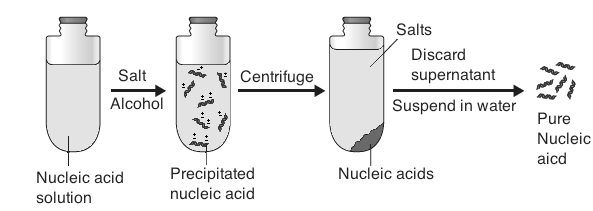 Nucleic acid
solution
Salt
Alcohol
Precipitated
nucleic acid
Centrifuge
Salts
Nucleic acids
Discard
supernatant
Suspend in water
Pure
Nucleic
aicd